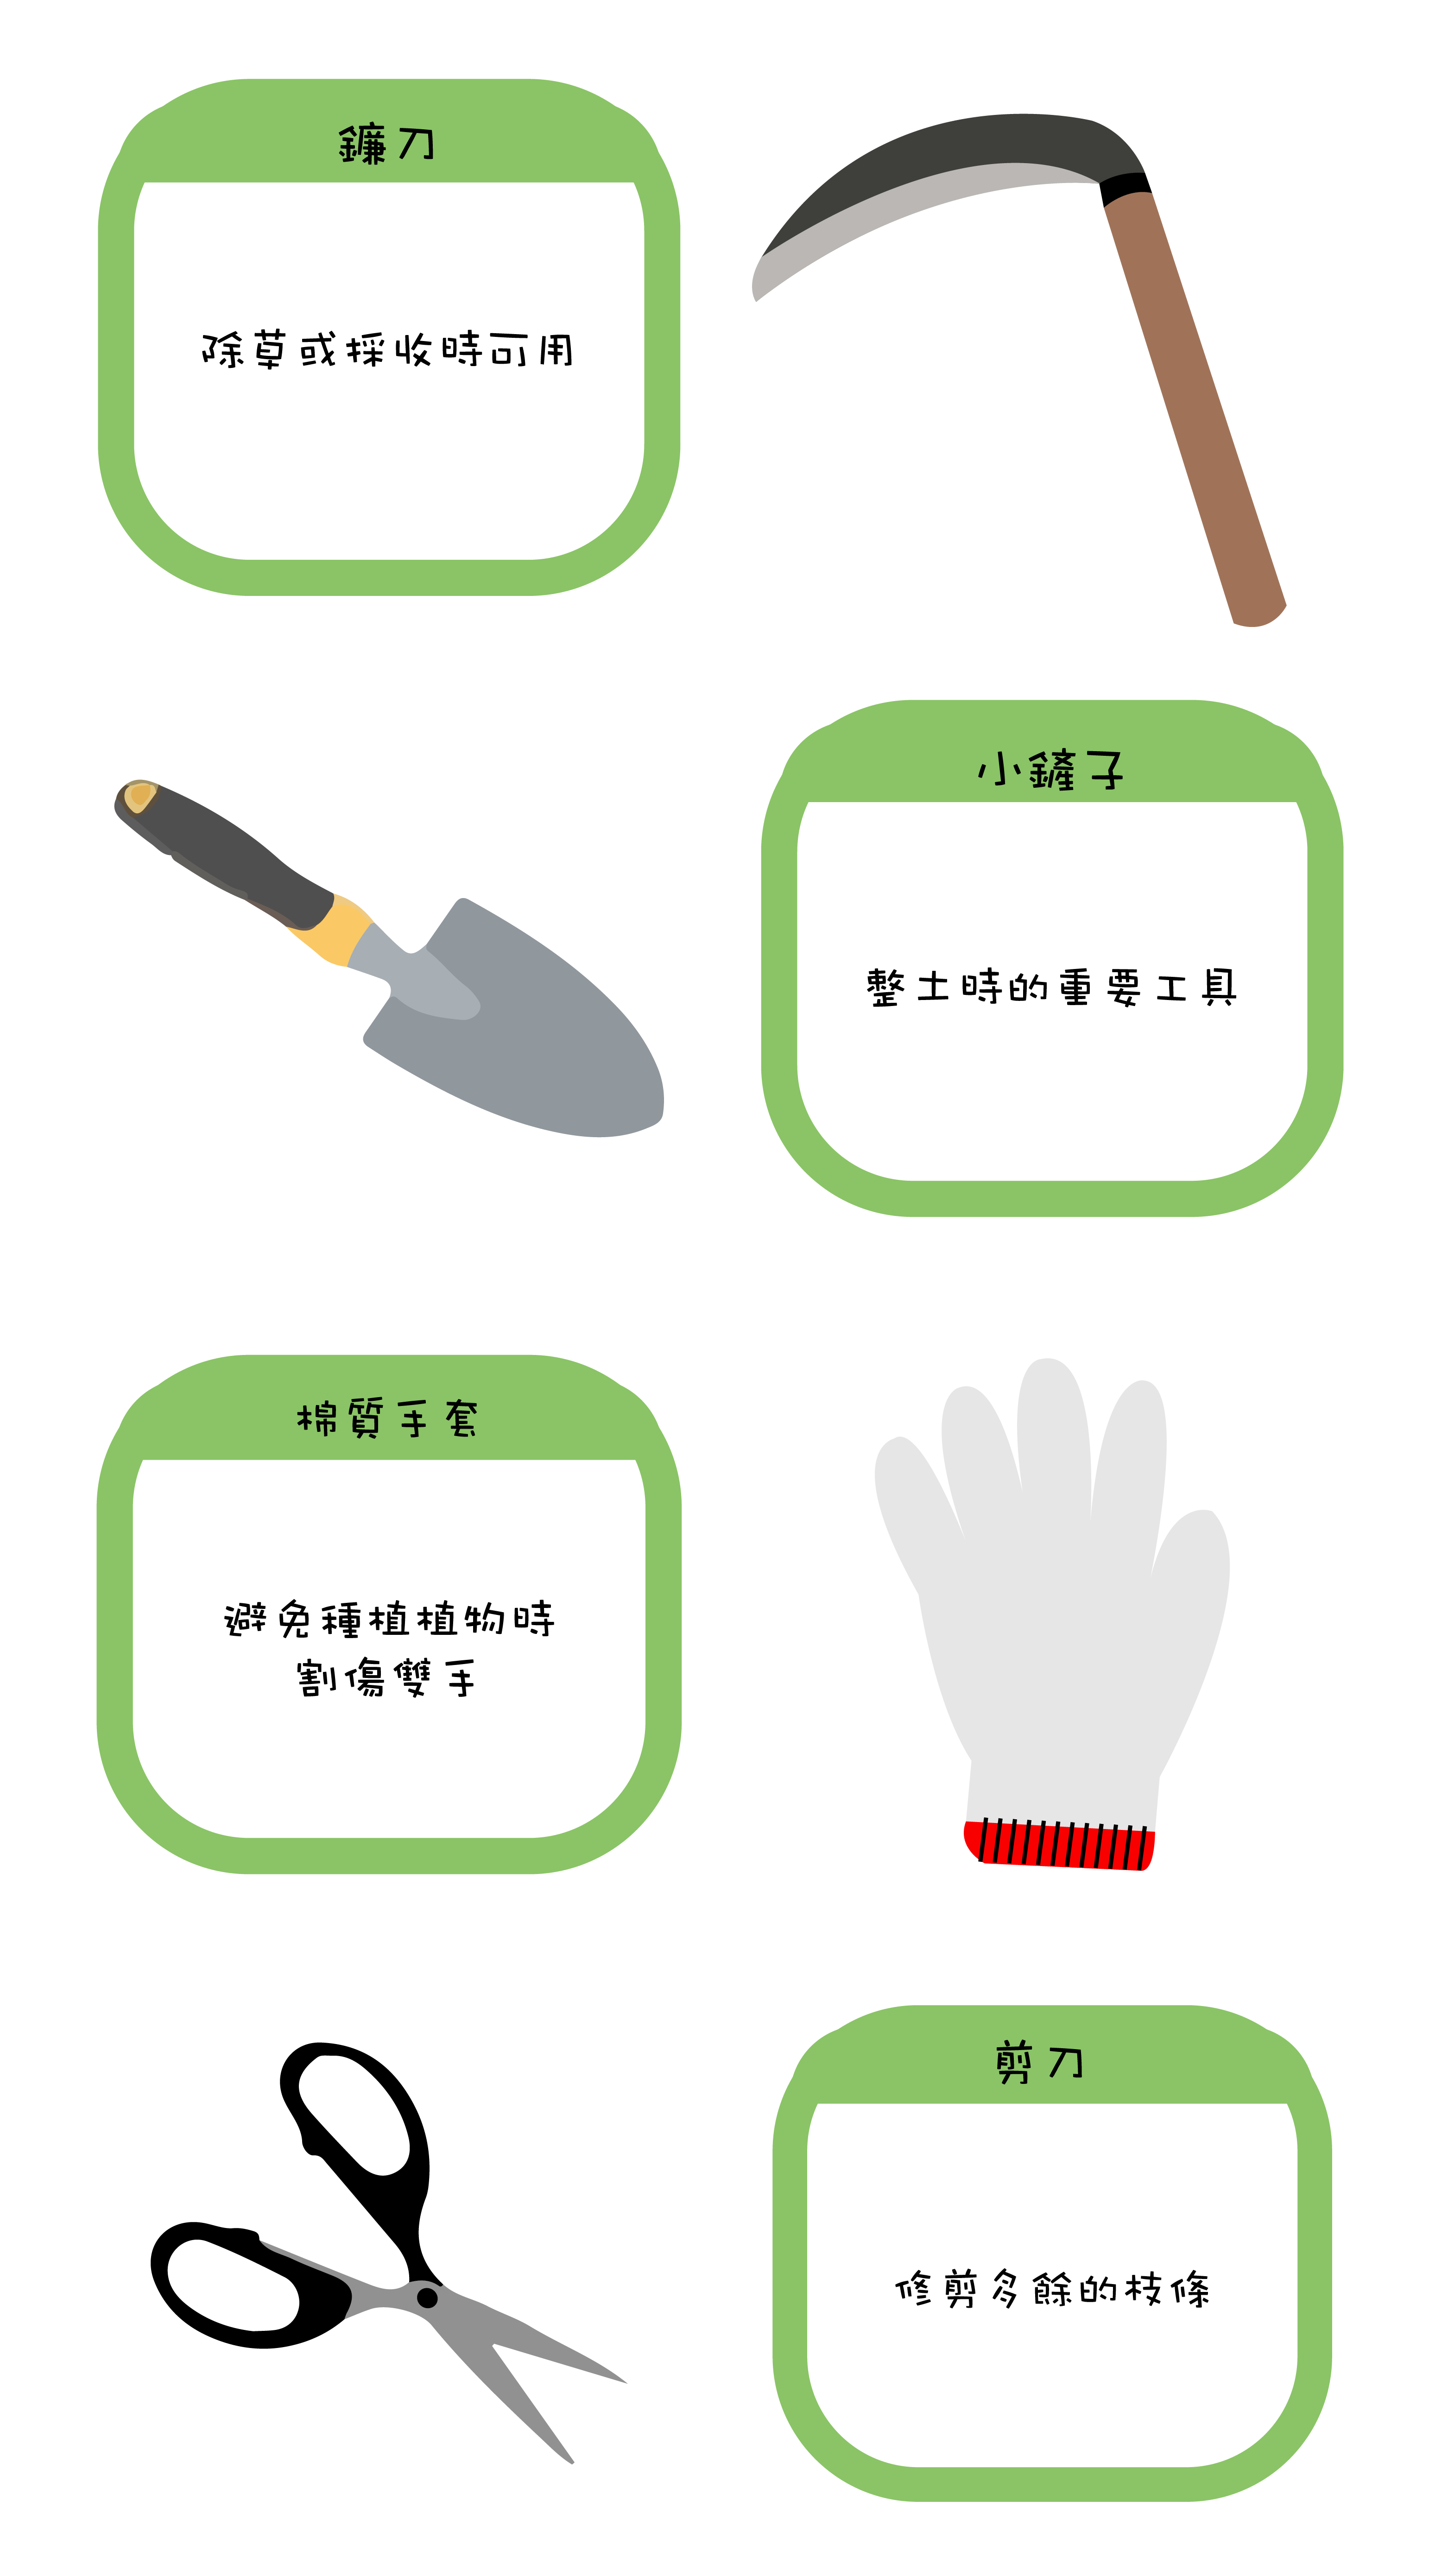 鐮刀
除草或採收時可用
小鏟子
整土時的重要工具
棉質手套
避免種植植物時
割傷雙手
剪刀
修剪多餘的枝條